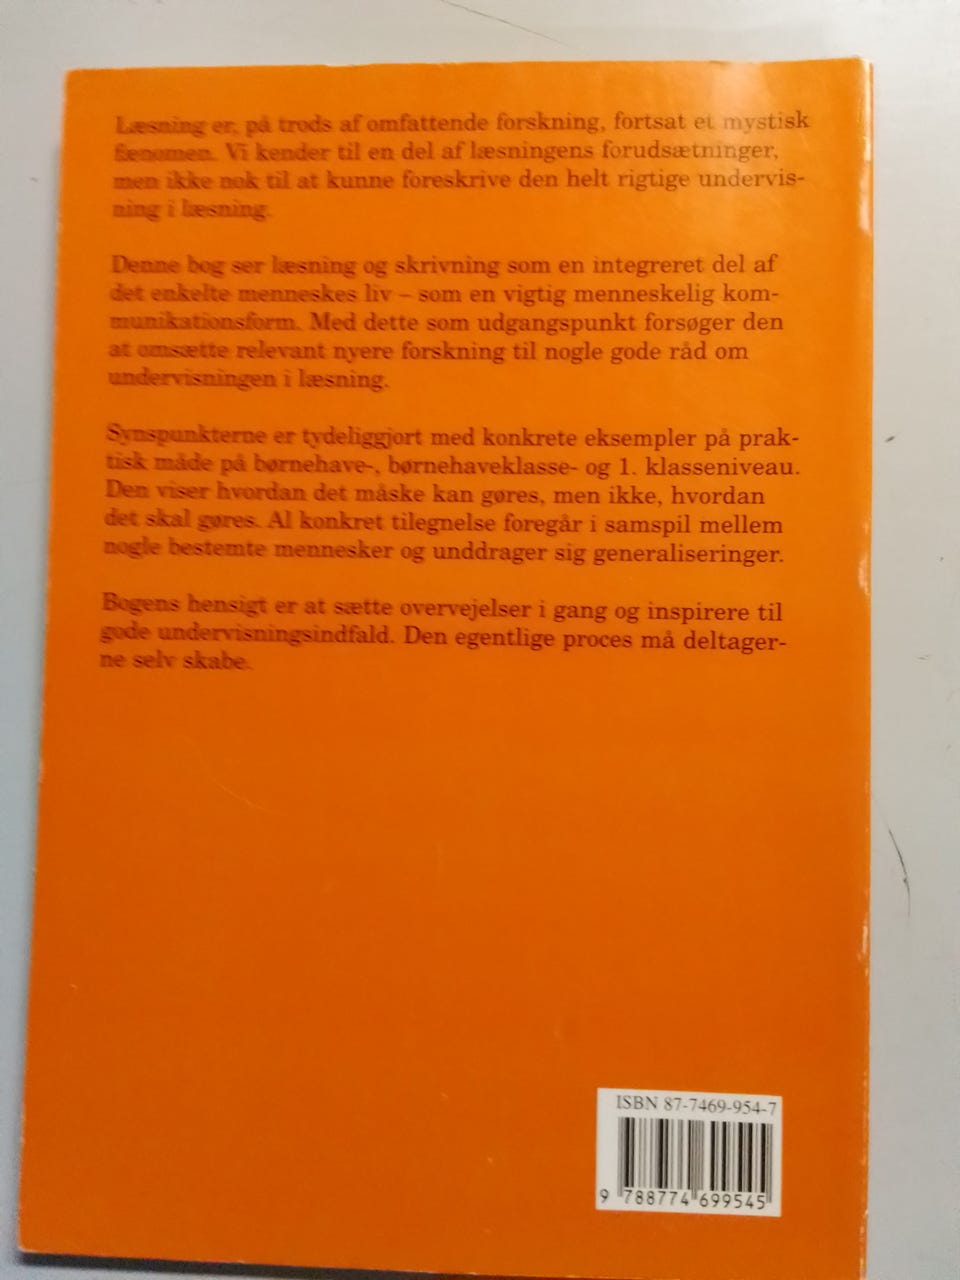 Læsning er, på trods af omfattende forskning, fortsat et mystisk
fænomen. Vi kender til en del af læsningens forudsætninger,
men ikke nok til at kunne foreskrive den helt rigtige undervis-
ning i læsning.
Denne bog ser læsning og skrivning som en integreret del af
det enkelte menneskes liv – som en vigtig menneskelig kom-
munikationsform. Med dette som udgangspunkt forsøger den
at omsætte relevant nyere forskning til nogle gode råd om
undervisningen i læsning.
Synspunkterne er tydeliggjort med konkrete eksempler på prak-
tisk måde på børnehave-, børnehaveklasse- og 1. klasseniveau.
Den viser hvordan det måske kan gøres, men ikke, hvordan
det skal gøres. Al konkret tilegnelse foregår i samspil mellem
nogle bestemte mennesker og unddrager sig generaliseringer.
Bogens hensigt er at sætte overvejelser i gang og inspirere til
gode undervisningsindfald. Den egentlige proces må deltager-
ne selv skabe.
ISBN 87-7469-954-7
9 788774 699545